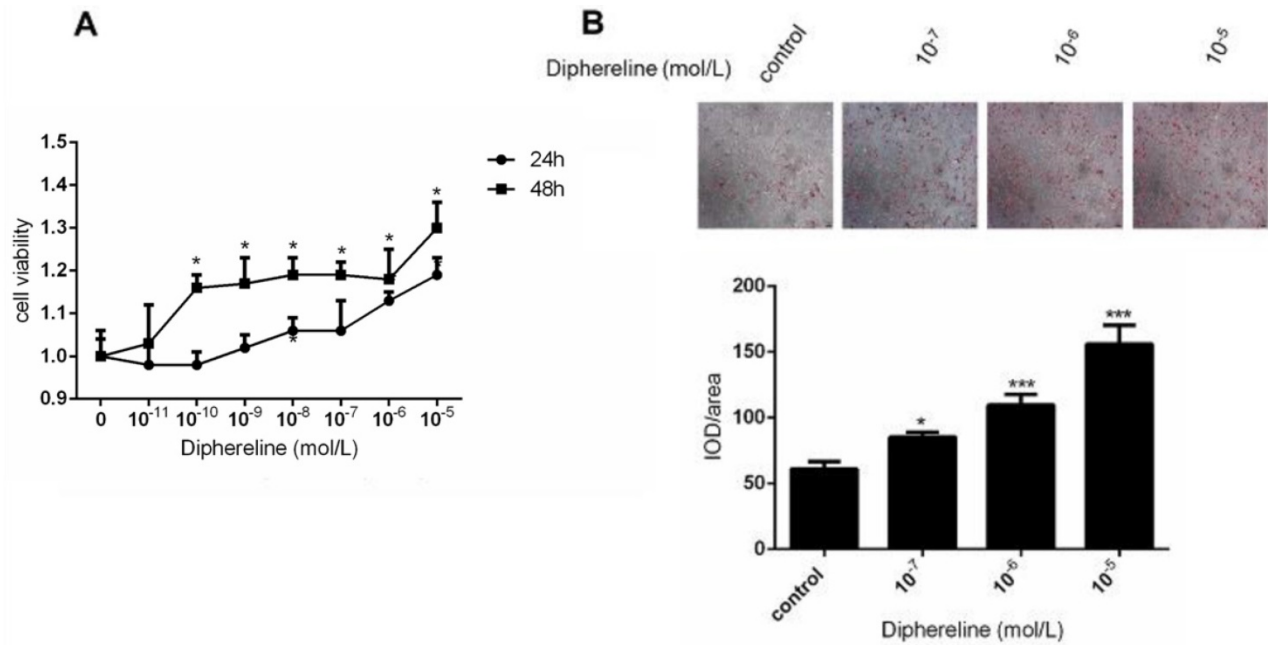 A
cell viability
1.5
1.4
1.3
1.2
1.1
1.0
0.9
24h
48h
* * * * * *
*
*
0 10-11 10-10 10-9 10-8 10-7 10-6 10-5
Diphereline (mol/L)
B
Diphereline (mol/L) control 10-7 10-6 10-5
IOD/area
200
150
100
50
0
*
***
***
control 10-7 10-6 10-5
Diphereline (mol/L)